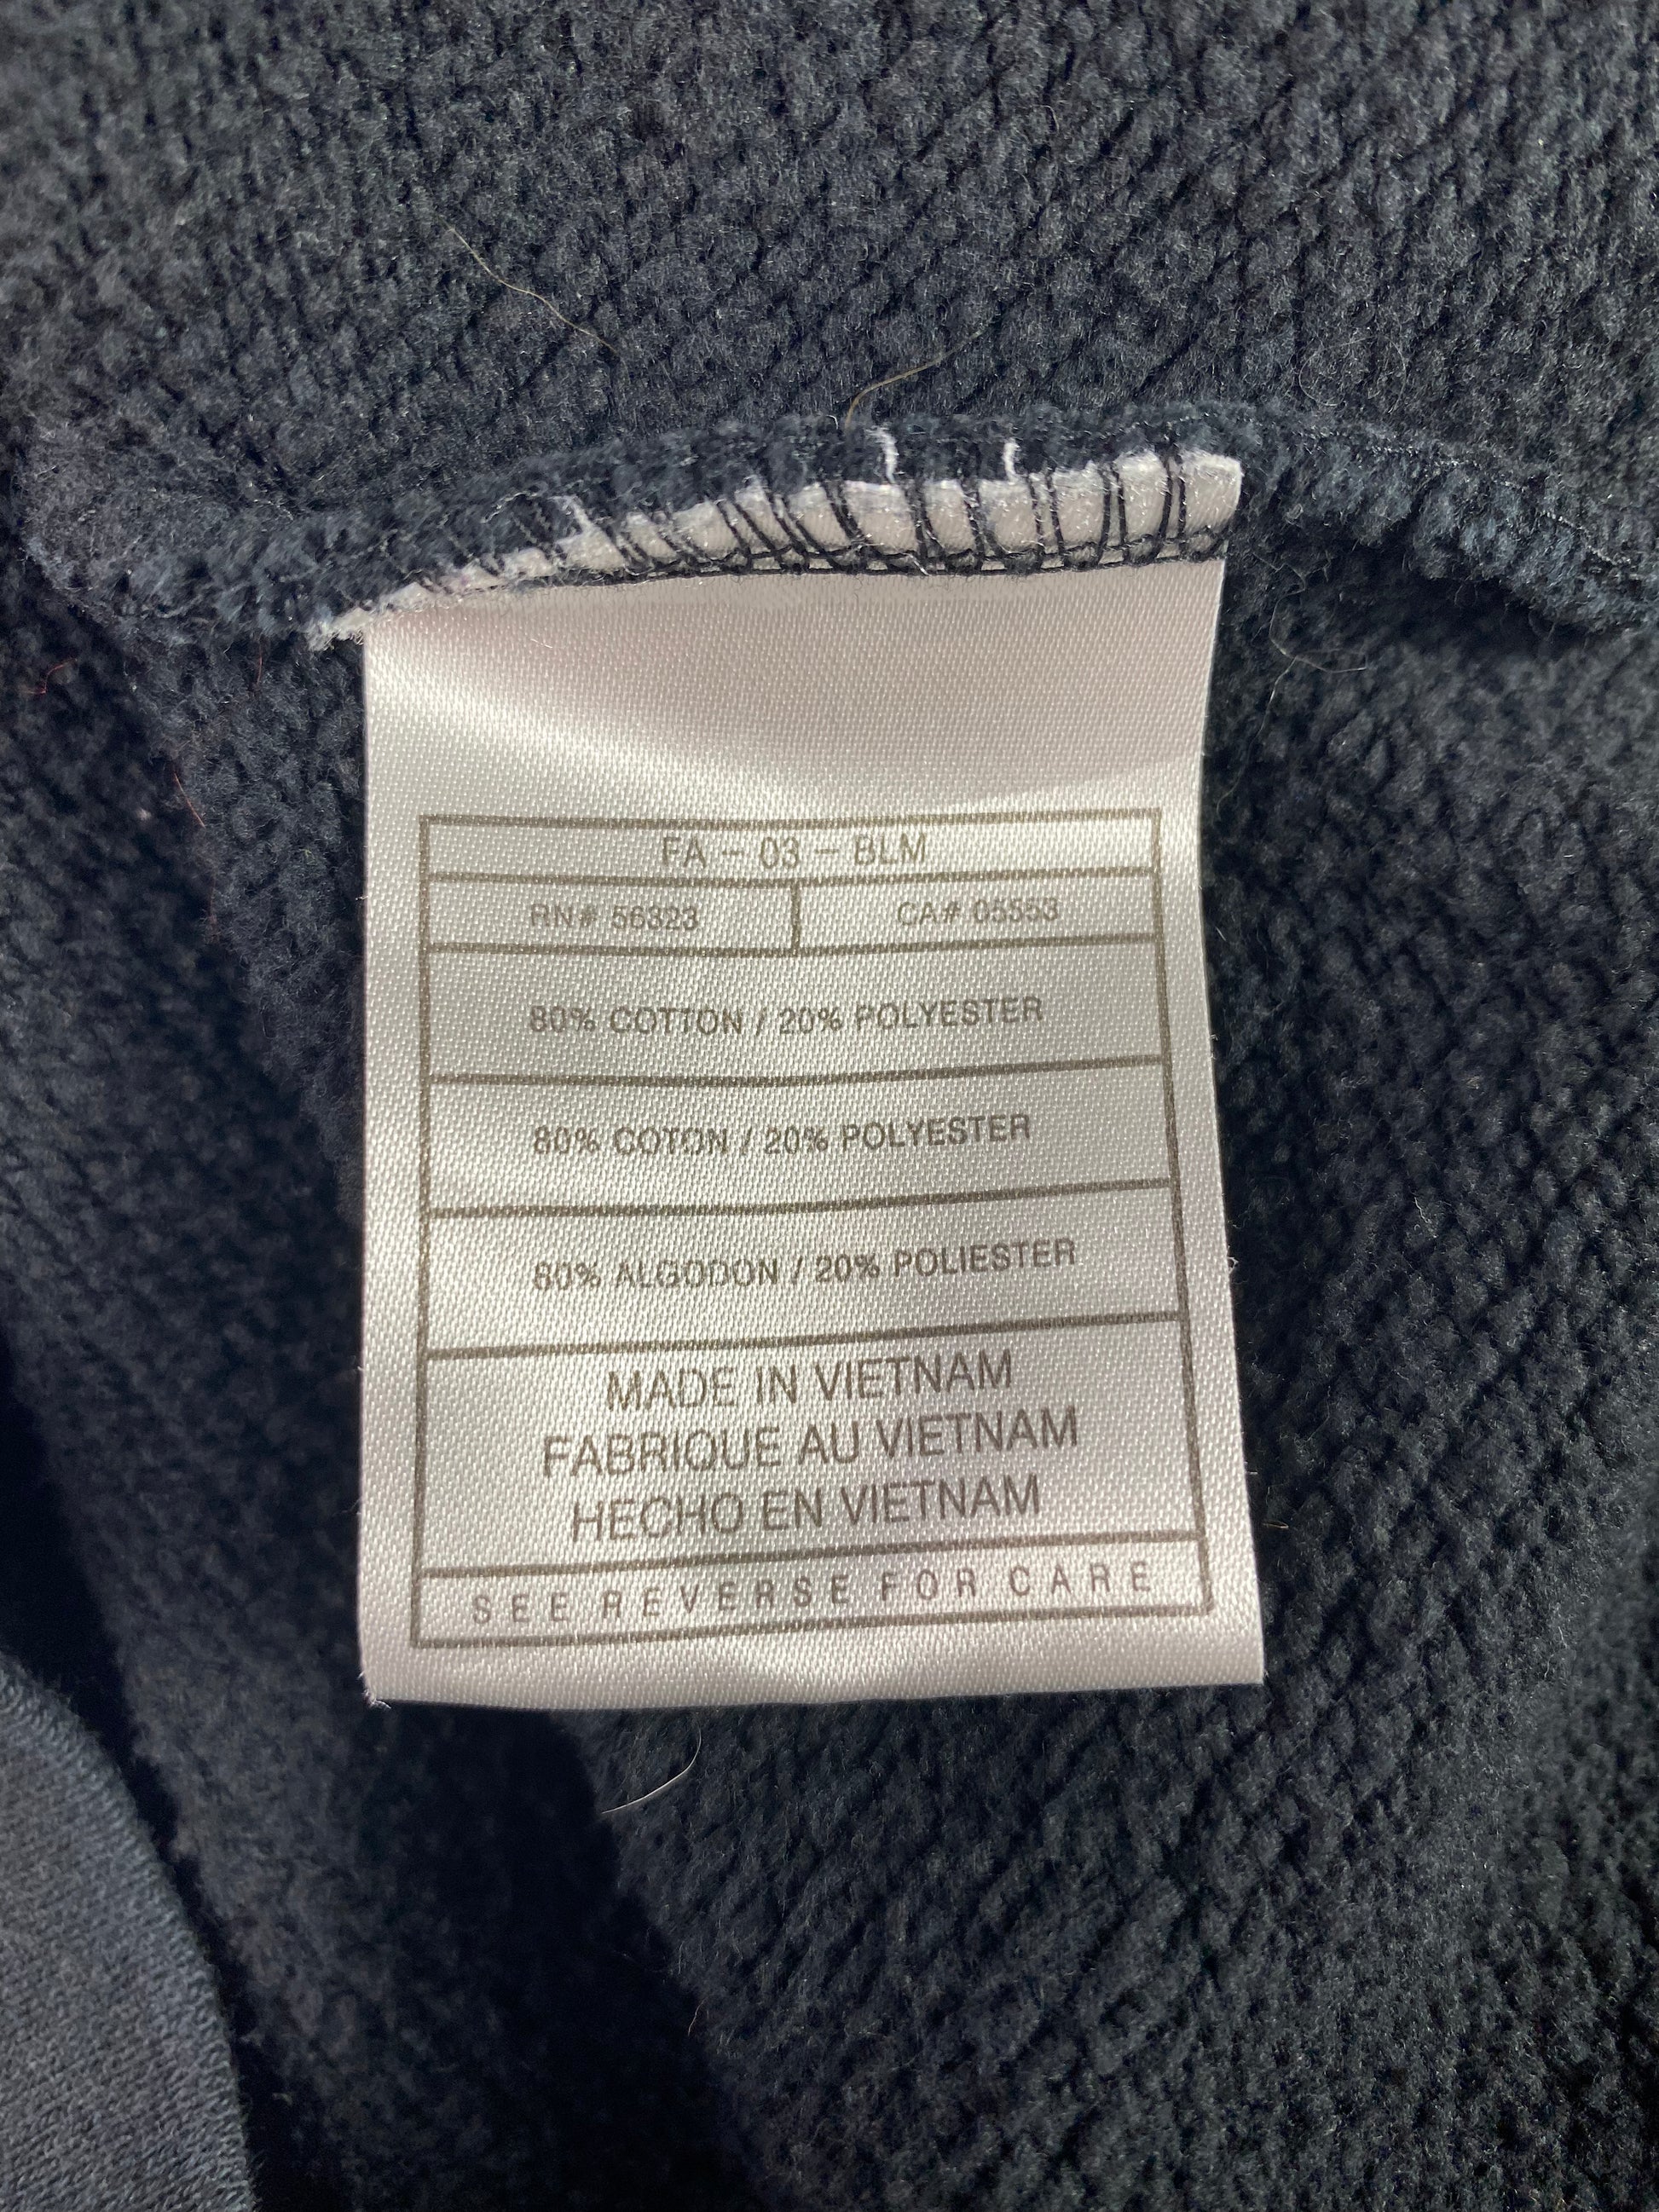 FA - 03 - BLM
RN# 56323 CA# 05553
80% COTTON / 20% POLYESTER
80% COTON / 20% POLYESTER
80% ALGODON / 20% POLIESTER
MADE IN VIETNAM
FABRIQUE AU VIETNAM
HECHO EN VIETNAM
SEE REVERSE FOR CARE